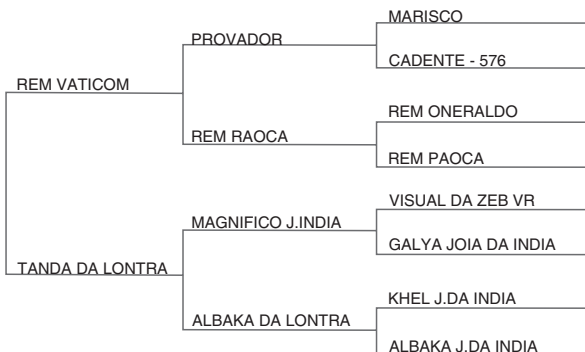 MARISCO
PROVADOR
CADENTE - 576
REM VATICOM
REM ONERALDO
REM RAOCA
REM PAOCA
VISUAL DA ZEB VR
MAGNIFICO J.INDIA
GALYA JOIA DA INDIA
TANDA DA LONTRA
KHEL J.DA INDIA
ALBAKA DA LONTRA
ALBAKA J.DA INDIA